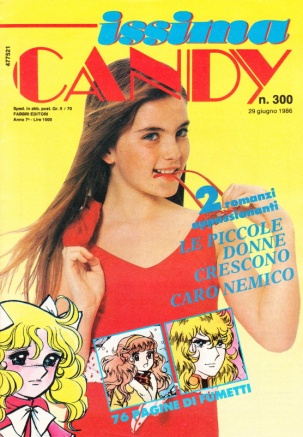 issima
CANDY
477521
Sped. in abb. post. Gr. II / 70
FABBRI EDITORI
Anno 7° - Lire 1500
n. 300
29 giugno 1986
2 romanzi
appassionanti
LE PICCOLE
DONNE
CRESCONO
CARO NEMICO
76 PAGINE DI FUMETTI